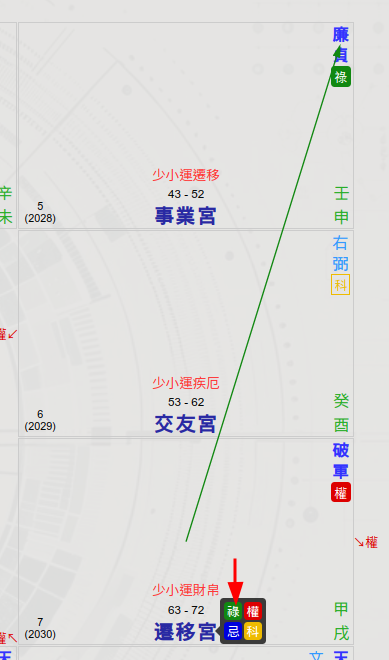 廉
貞
祿
少小運遷移
43 - 52
事業宮
5
(2028)
辛
未
壬
申
右
弼
科
權↙
少小運疾厄
53 - 62
交友宮
6
(2029)
癸
酉
破
軍
權
↘權
少小運財帛
63 - 72
遷移宮
祿 權
忌 科
7
(2030)
權↖
甲
戌
文 天
天